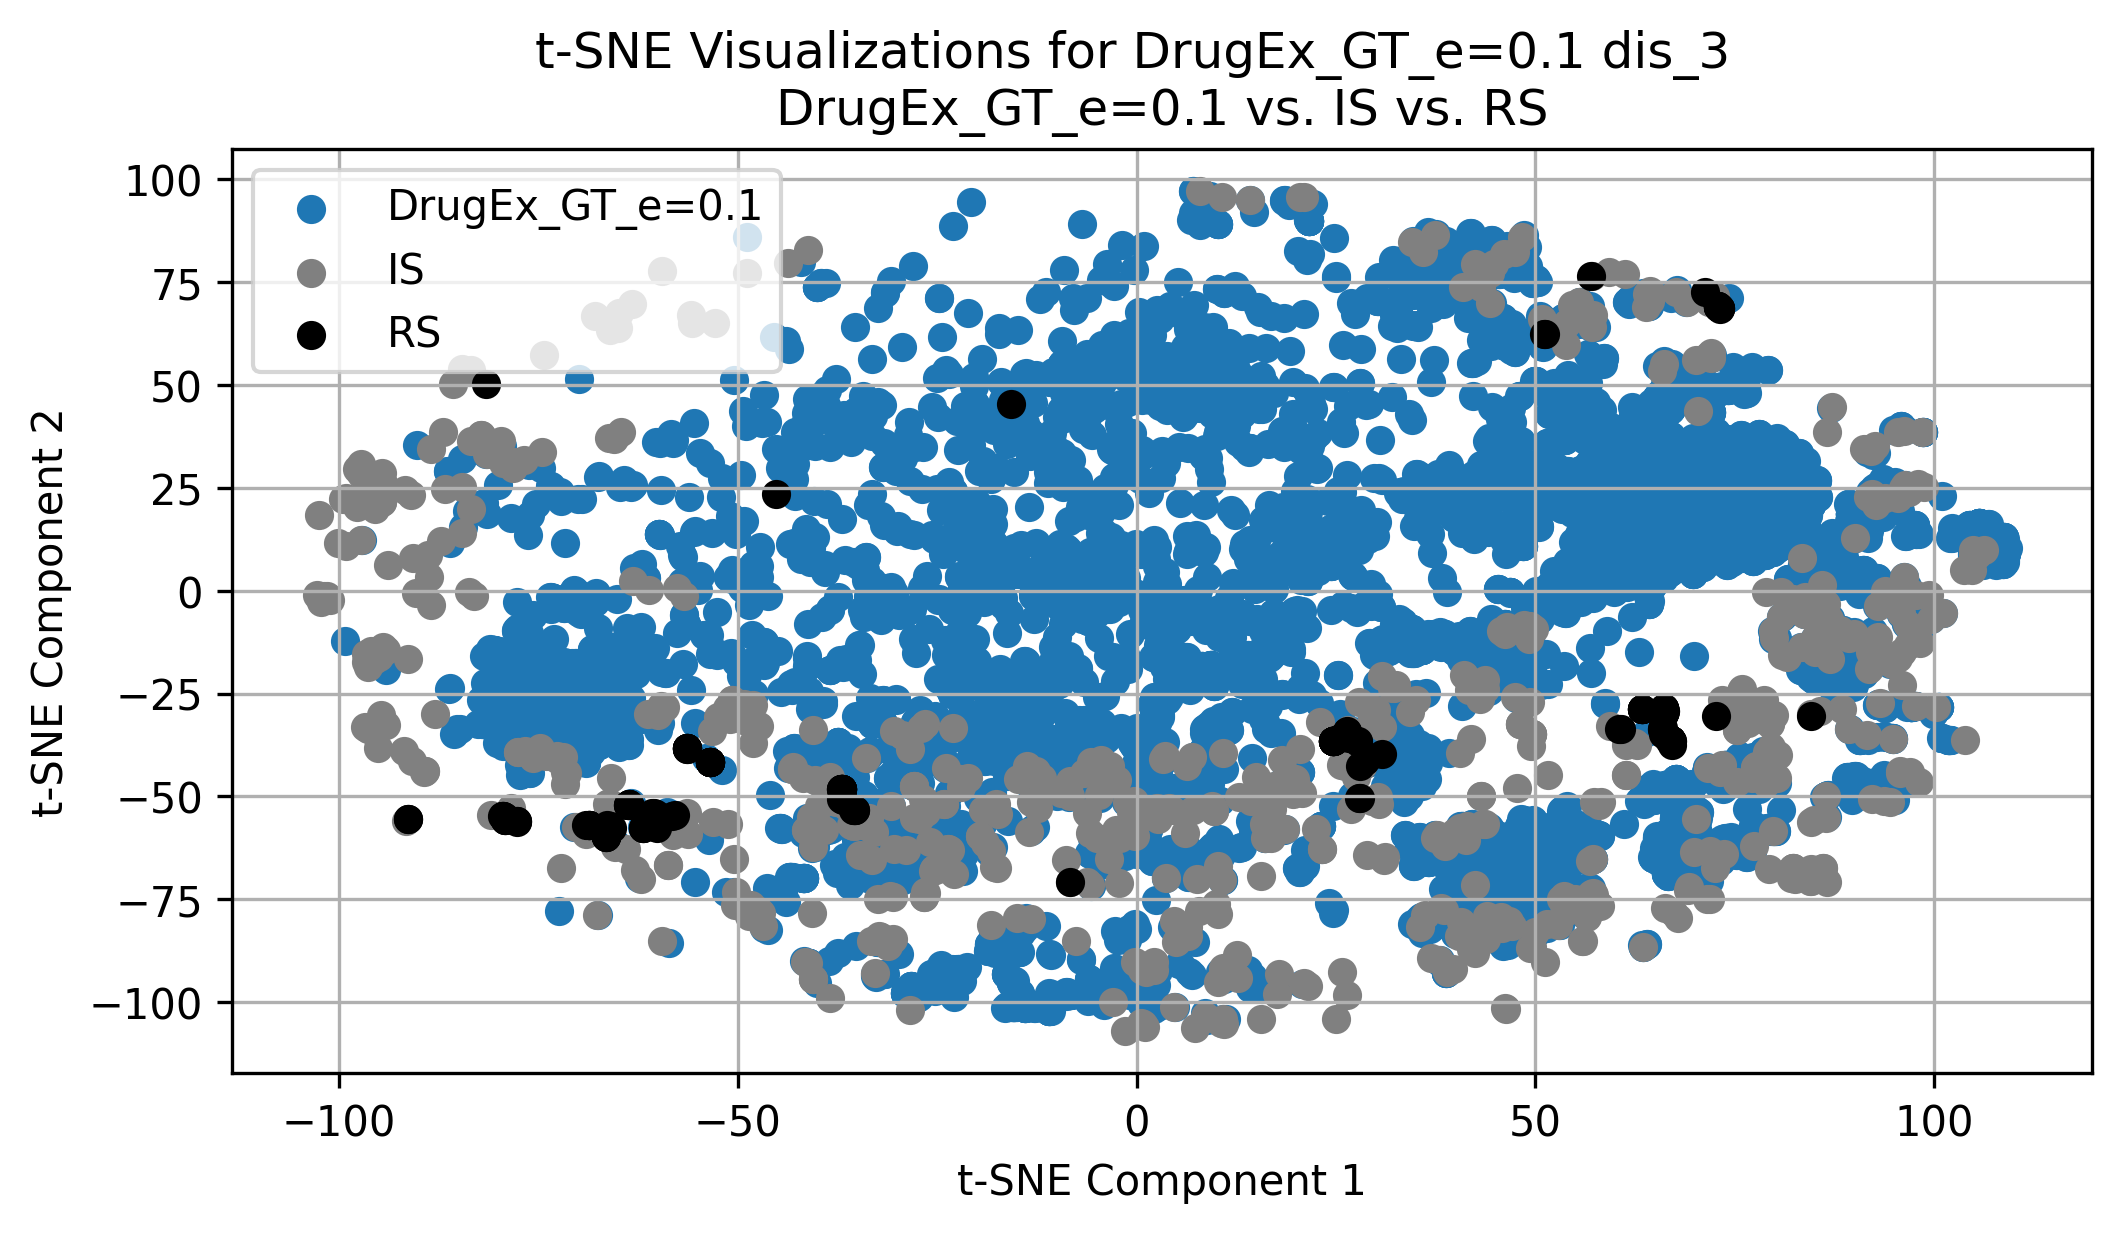 t-SNE Visualizations for DrugEx_GT_e=0.1 dis_3
DrugEx_GT_e=0.1 vs. IS vs. RS
DrugEx_GT_e=0.1
IS
RS
t-SNE Component 2
100
75
50
25
0
−25
−50
−75
−100
−100
−50
0
50
100
t-SNE Component 1